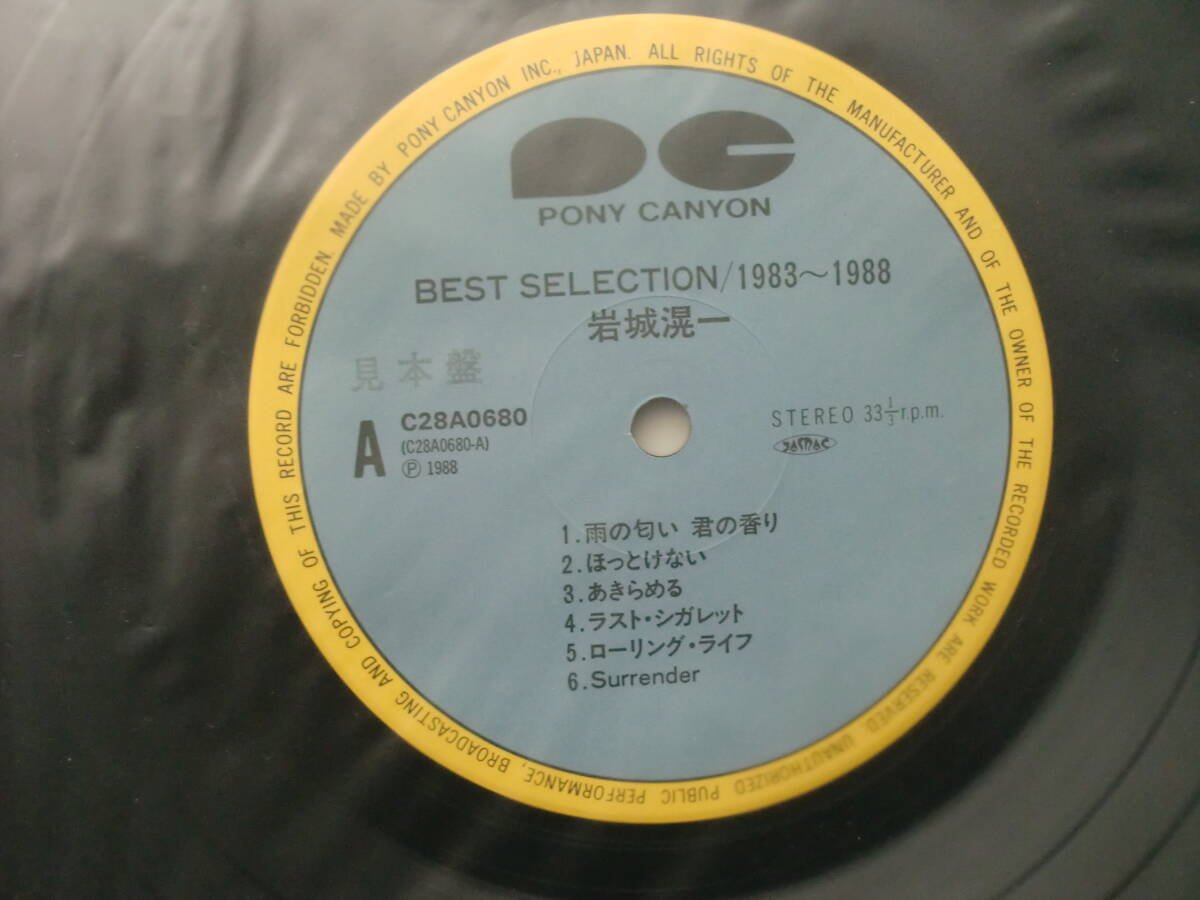 MADE BY PONY CANYON INC., JAPAN. ALL RIGHTS OF THE MANUFACTURER AND OF THE OWNER OF THE RECORDED WORK ARE RESERVED UNAUTHORIZED PUBLIC PERFORMANCE, BROADCASTING AND COPYING OF THIS RECORD ARE FORBIDDEN.
PC
PONY CANYON
BEST SELECTION/1983〜1988
岩城滉一
見本盤
A
C28A0680
(C28A0680-A)
Ⓟ 1988
STEREO 33 1/3 r.p.m.
JASRAC
1.雨の匂い 君の香り
2.ほっとけない
3.あきらめる
4.ラスト・シガレット
5.ローリング・ライフ
6.Surrender